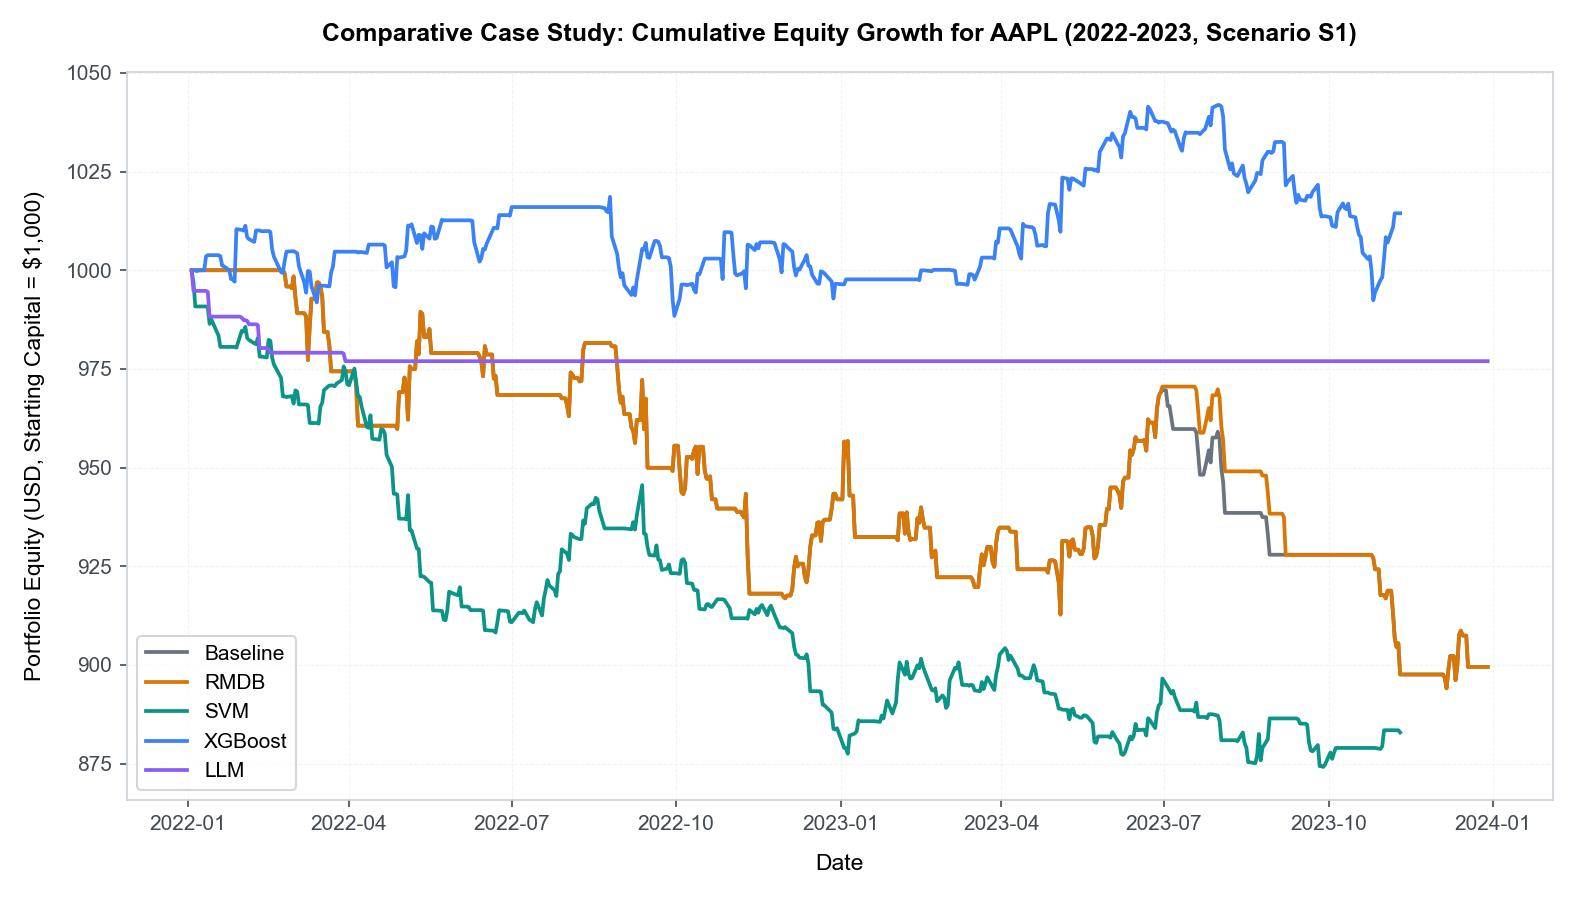 Comparative Case Study: Cumulative Equity Growth for AAPL (2022-2023, Scenario S1)
Portfolio Equity (USD, Starting Capital = $1,000)
1050
1025
1000
975
950
925
900
875
Baseline
RMDB
SVM
XGBoost
LLM
2022-01
2022-04
2022-07
2022-10
2023-01
2023-04
2023-07
2023-10
2024-01
Date